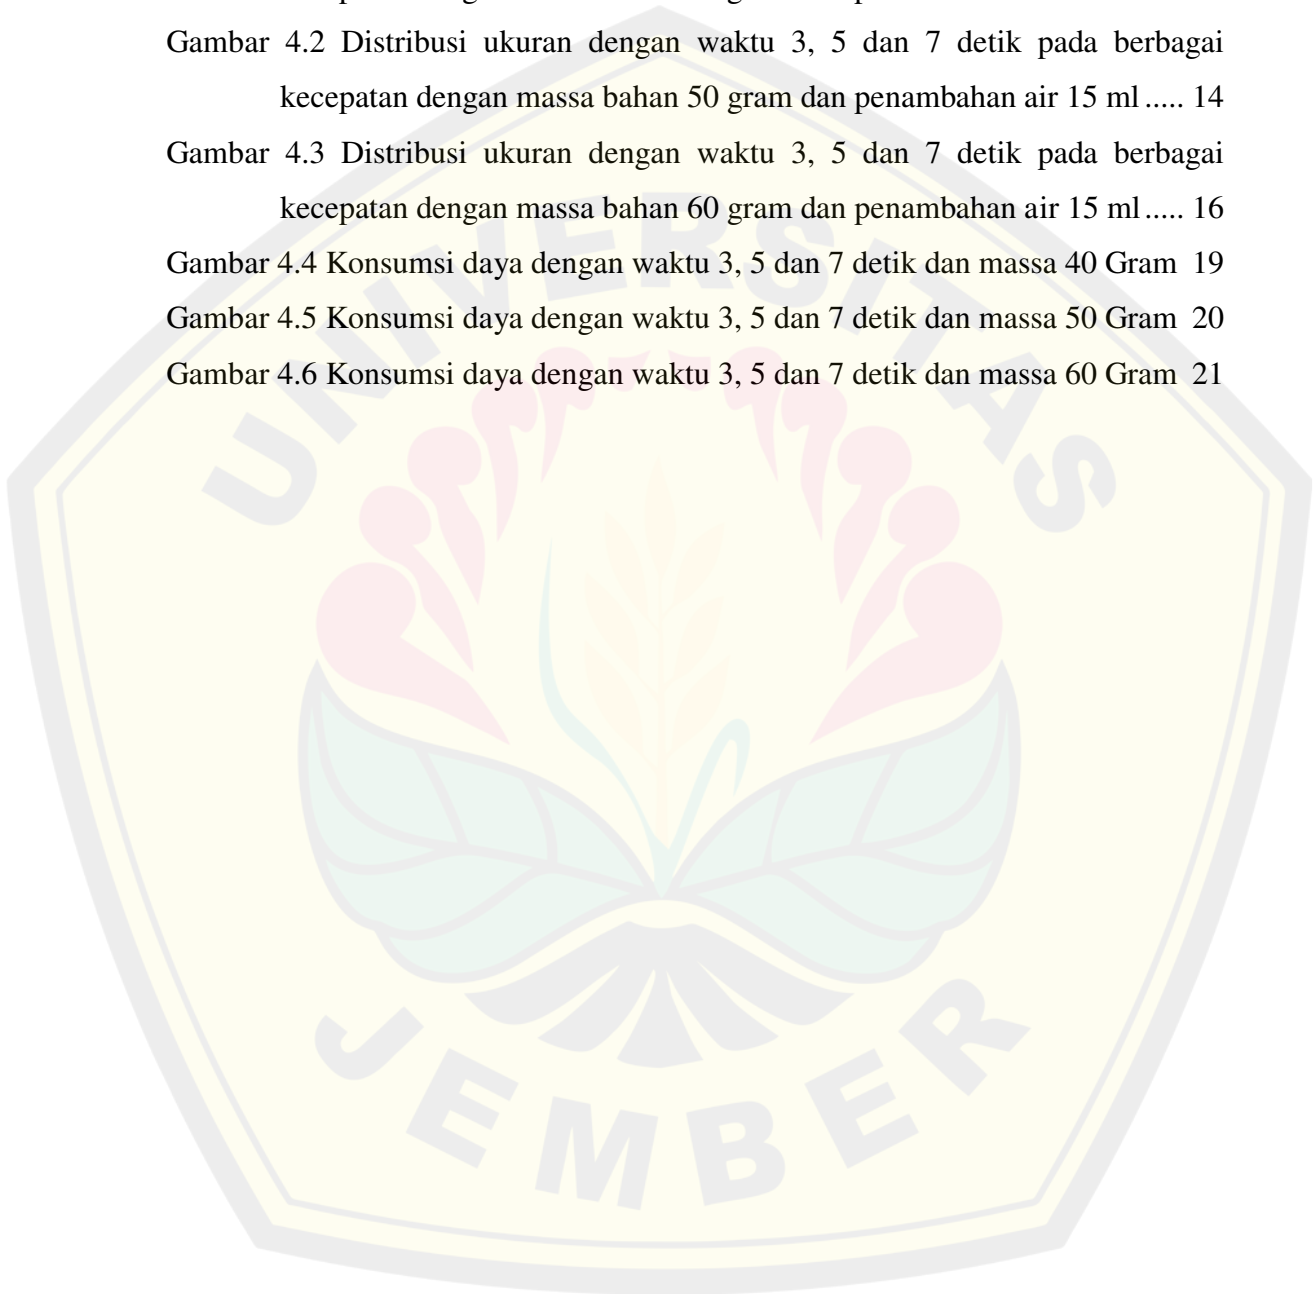 Gambar 4.2 Distribusi ukuran dengan waktu 3, 5 dan 7 detik pada berbagai
kecepatan dengan massa bahan 50 gram dan penambahan air 15 ml ..... 14
Gambar 4.3 Distribusi ukuran dengan waktu 3, 5 dan 7 detik pada berbagai
kecepatan dengan massa bahan 60 gram dan penambahan air 15 ml ..... 16
Gambar 4.4 Konsumsi daya dengan waktu 3, 5 dan 7 detik dan massa 40 Gram 19
Gambar 4.5 Konsumsi daya dengan waktu 3, 5 dan 7 detik dan massa 50 Gram 20
Gambar 4.6 Konsumsi daya dengan waktu 3, 5 dan 7 detik dan massa 60 Gram 21
UNIVERSITAS
JEMBER